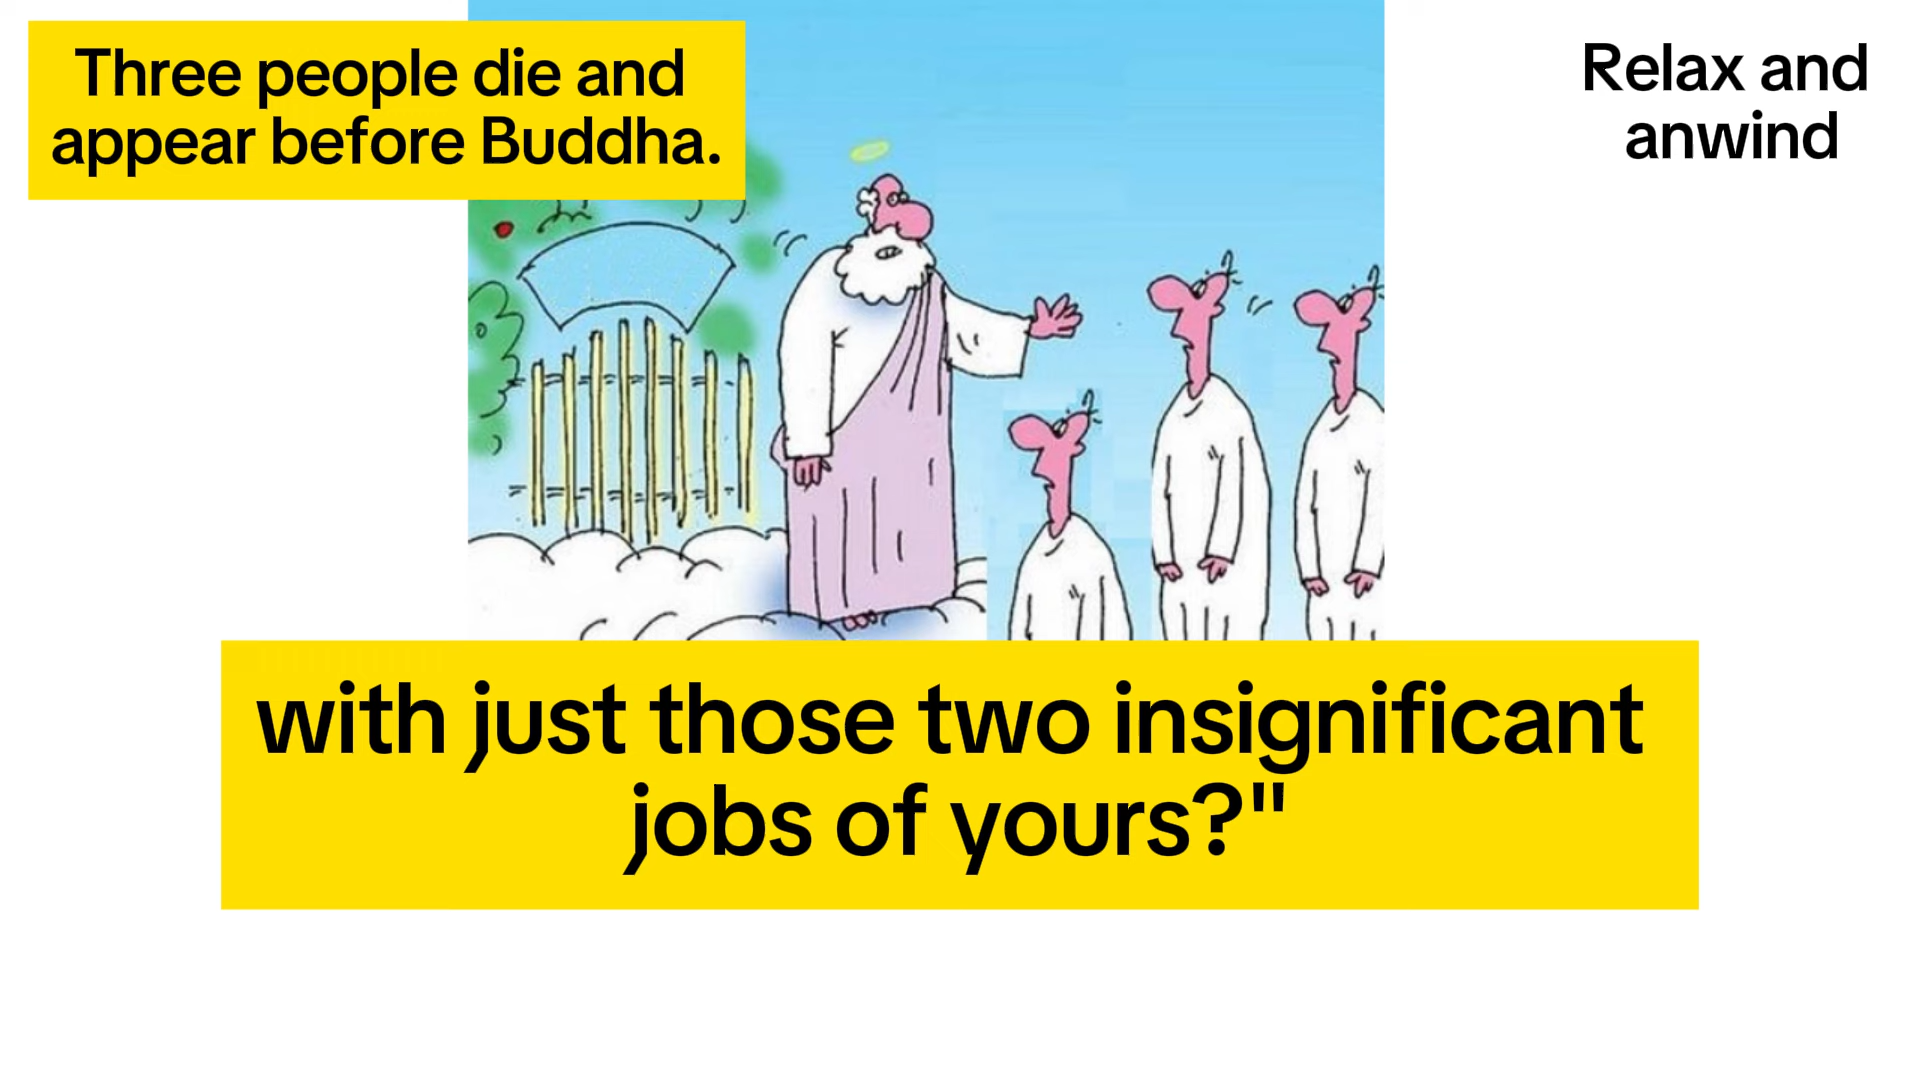 Three people die and
appear before Buddha.
Relax and
anwind
with just those two insignificant
jobs of yours?"